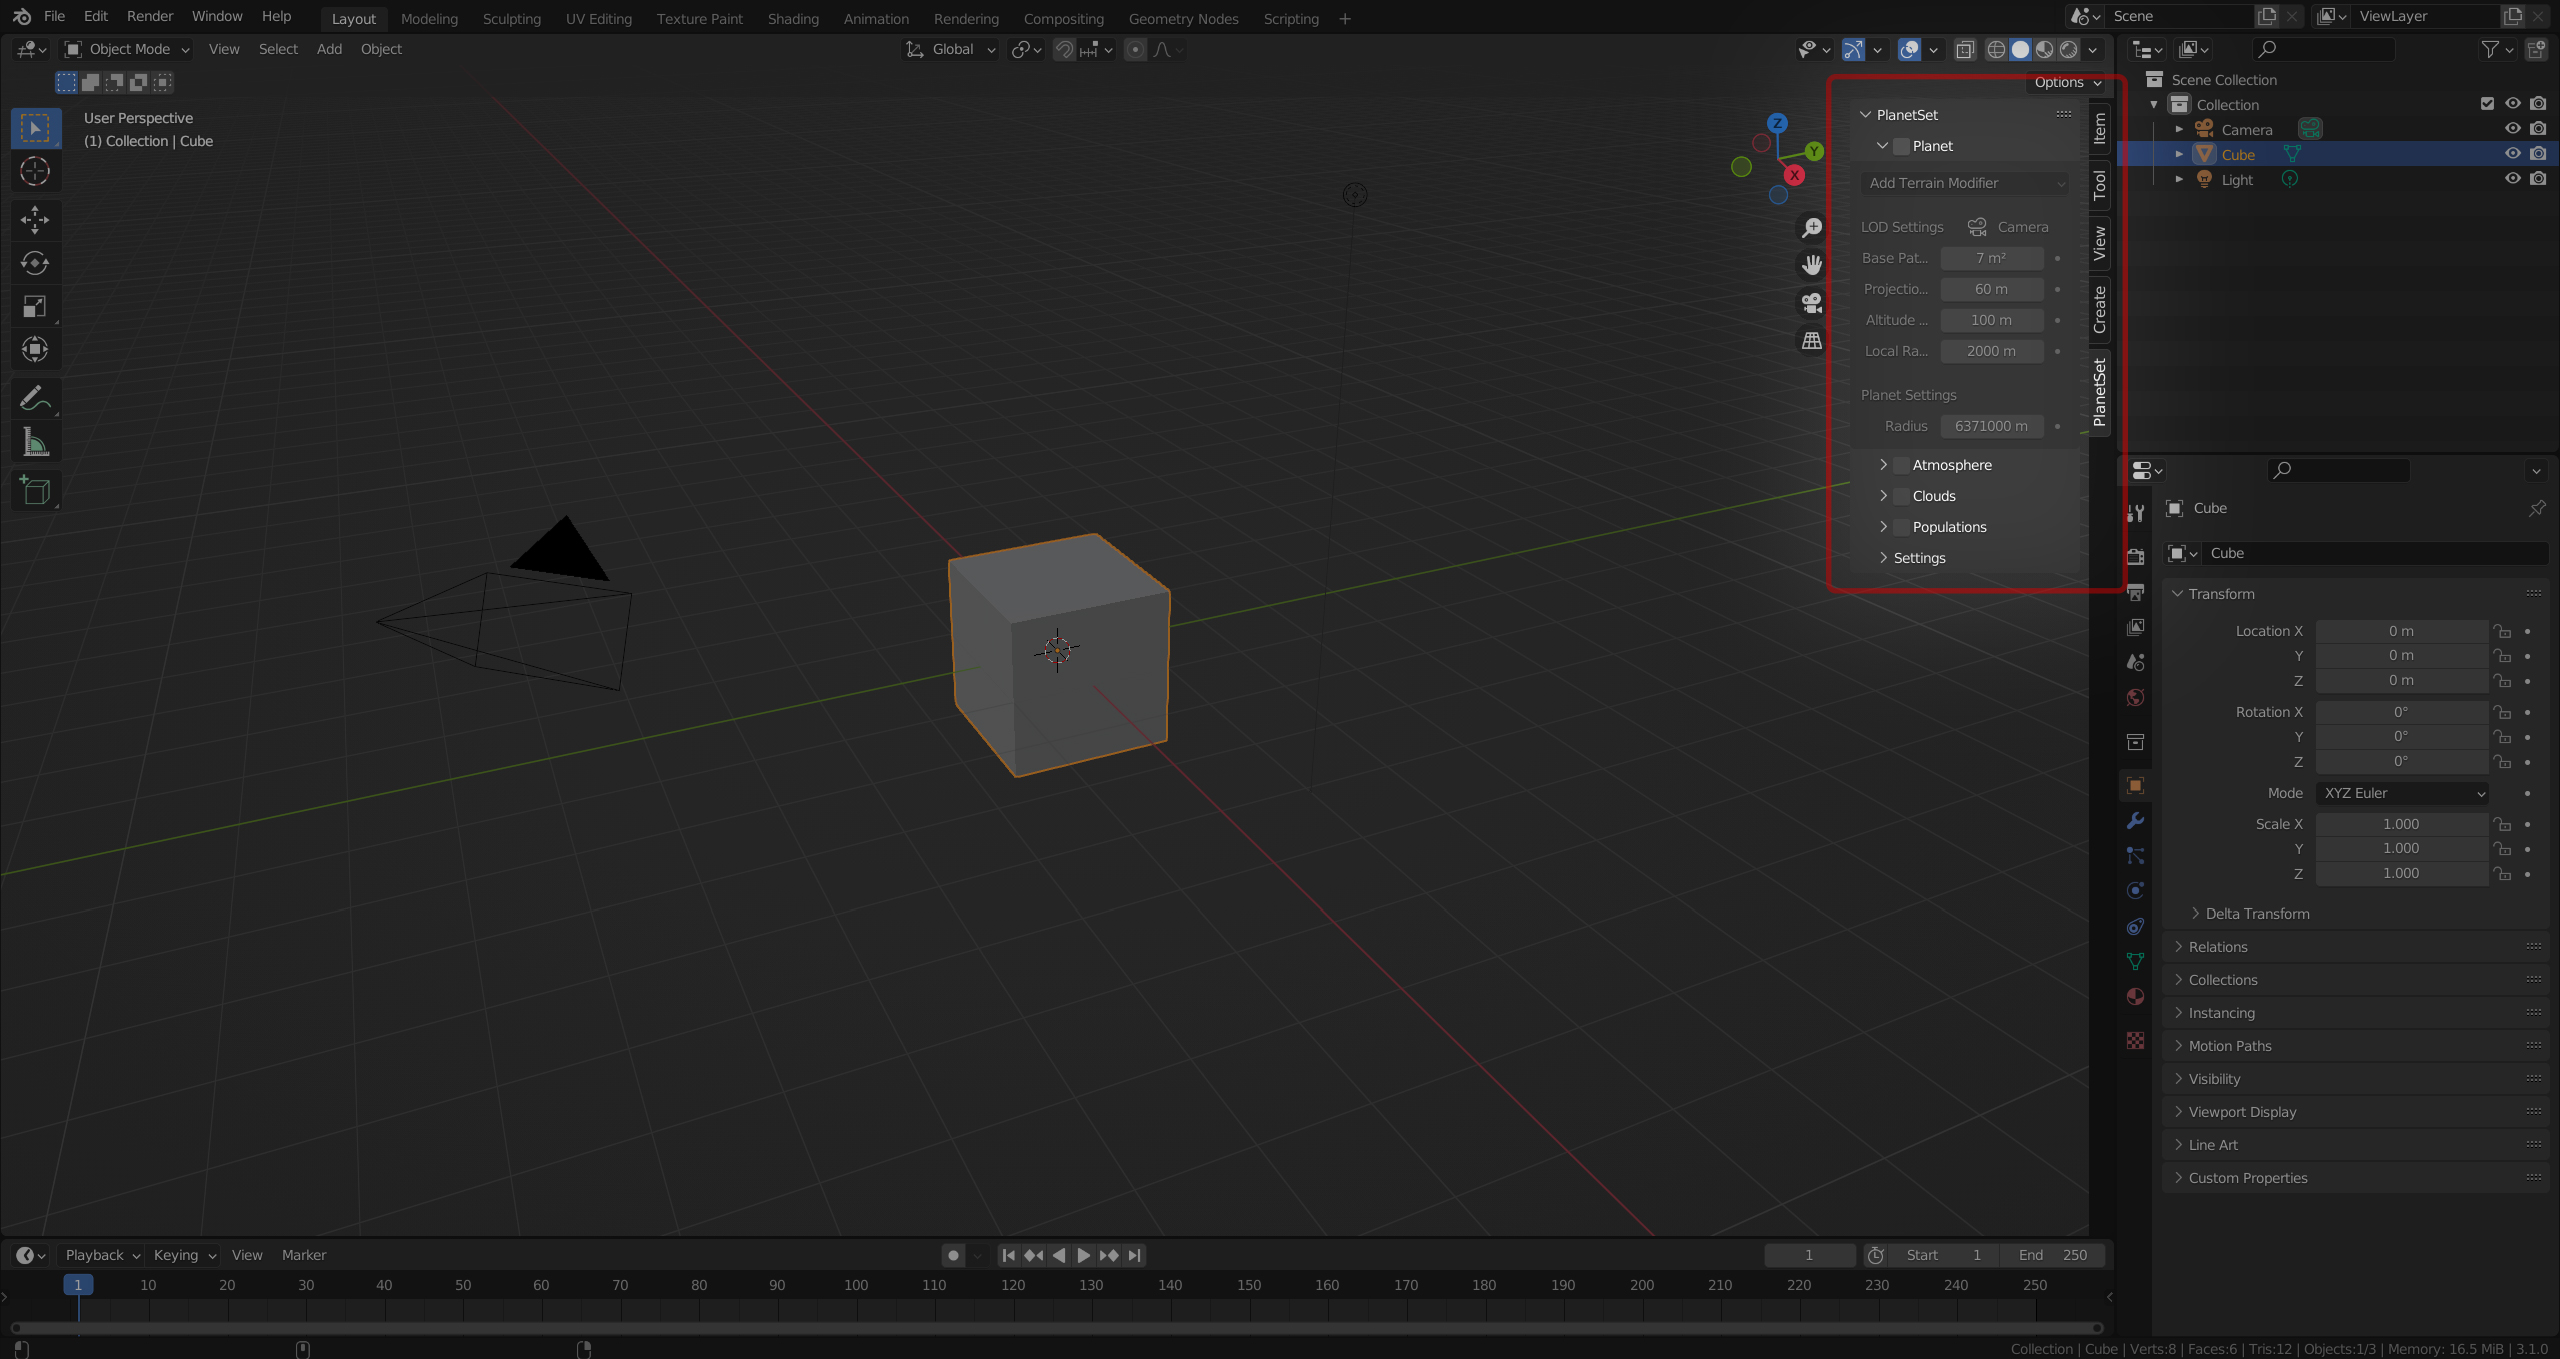 File Edit Render Window Help Layout Modeling Sculpting UV Editing Texture Paint Shading Animation Rendering Compositing Geometry Nodes Scripting + Scene ViewLayer
Object Mode View Select Add Object Global
Options
User Perspective
(1) Collection | Cube
PlanetSet
Planet
Add Terrain Modifier
LOD Settings Camera
Base Pat... 7 m²
Projectio... 60 m
Altitude ... 100 m
Local Ra... 2000 m
Planet Settings
Radius 6371000 m
Atmosphere
Clouds
Populations
Settings
Item
Tool
View
Create
PlanetSet
Z
Y
X
Scene Collection
Collection
Camera
Cube
Light
Cube
Cube
Transform
Location X 0 m
Y 0 m
Z 0 m
Rotation X 0°
Y 0°
Z 0°
Mode XYZ Euler
Scale X 1.000
Y 1.000
Z 1.000
Delta Transform
Relations
Collections
Instancing
Motion Paths
Visibility
Viewport Display
Line Art
Custom Properties
Playback Keying View Marker 1 Start 1 End 250
1 10 20 30 40 50 60 70 80 90 100 110 120 130 140 150 160 170 180 190 200 210 220 230 240 250
Collection | Cube | Verts:8 | Faces:6 | Tris:12 | Objects:1/3 | Memory: 16.5 MiB | 3.1.0